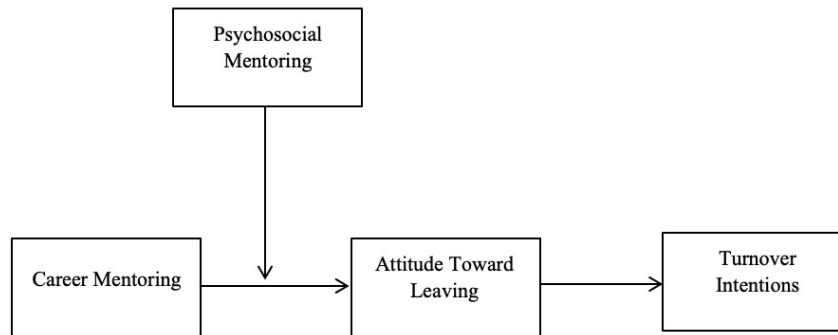 Psychosocial
Mentoring
Career Mentoring
Attitude Toward
Leaving
Turnover
Intentions